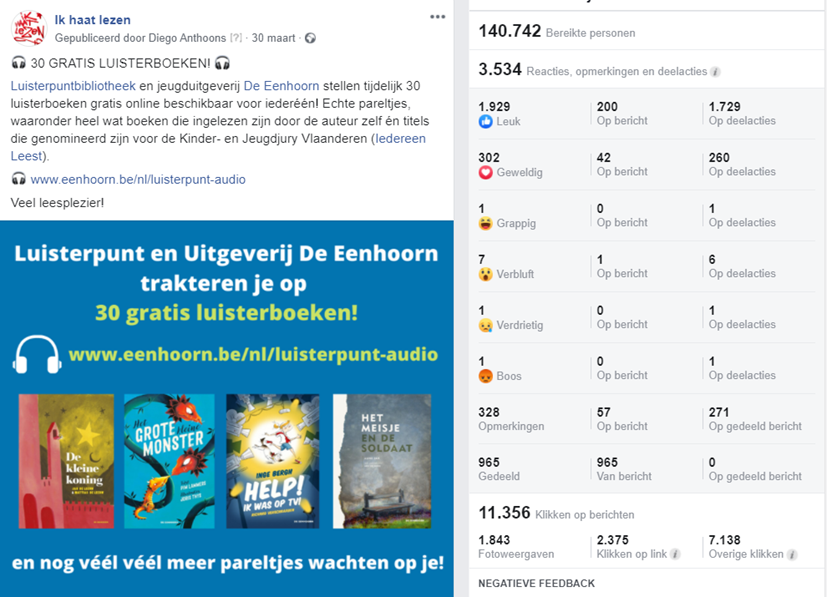 Ik haat lezen
Gepubliceerd door Diego Anthoons [?] · 30 maart ·
30 GRATIS LUISTERBOEKEN!
Luisterpuntbibliotheek en jeugduitgeverij De Eenhoorn stellen tijdelijk 30
luisterboeken gratis online beschikbaar voor iederéén! Echte pareltjes,
waaronder heel wat boeken die ingelezen zijn door de auteur zelf én titels
die genomineerd zijn voor de Kinder- en Jeugdjury Vlaanderen (Iedereen
Leest).
www.eenhoorn.be/nl/luisterpunt-audio
Veel leesplezier!
Luisterpunt en Uitgeverij De Eenhoorn
trakteren je op
30 gratis luisterboeken!
www.eenhoorn.be/nl/luisterpunt-audio
De
kleine
koning
Het
GROTE kleine
MONSTER
INGE BERGH
HELP!
IK WAS OP TV!
HET
MEISJE
EN DE
SOLDAAT
en nog véél véél meer pareltjes wachten op je!
140.742 Bereikte personen
3.534 Reacties, opmerkingen en deelacties
1.929 200 1.729
Leuk Op bericht Op deelacties
302 42 260
Geweldig Op bericht Op deelacties
1 0 1
Grappig Op bericht Op deelacties
7 1 6
Verbluft Op bericht Op deelacties
1 0 1
Verdrietig Op bericht Op deelacties
1 0 1
Boos Op bericht Op deelacties
328 57 271
Opmerkingen Op bericht Op gedeeld bericht
965 965 0
Gedeeld Van bericht Op gedeeld bericht
11.356 Klikken op berichten
1.843 2.375 7.138
Fotoweergaven Klikken op link Overige klikken
NEGATIEVE FEEDBACK